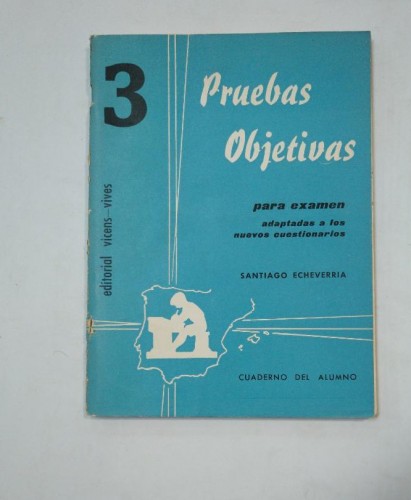 3
Pruebas
Objetivas
para examen
adaptadas a los
nuevos cuestionarios
SANTIAGO ECHEVERRIA
editorial vicens-vives
CUADERNO DEL ALUMNO